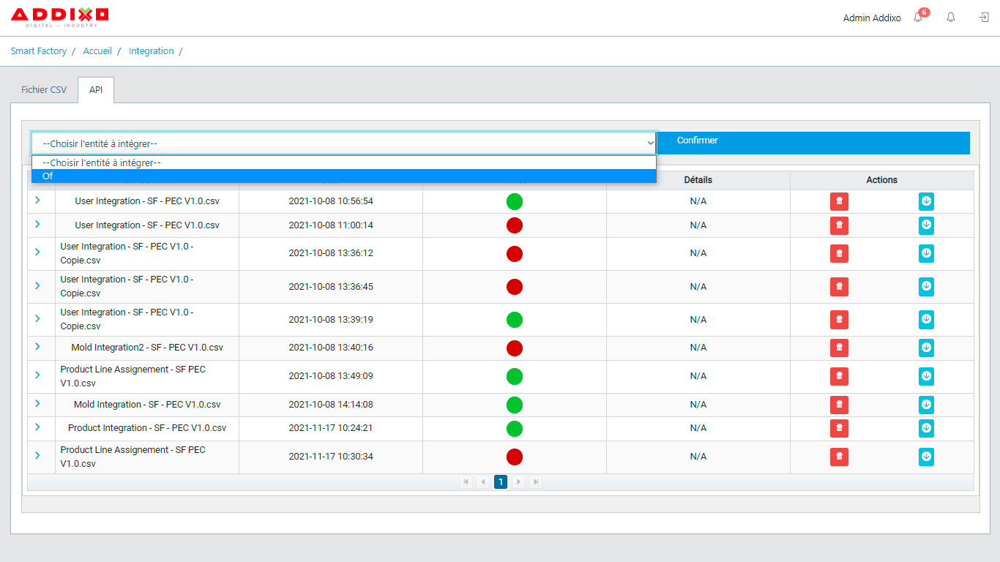 ADDIXO
DIGITAL – INDUSTRY
Admin Addixo
6
Smart Factory / Accueil / Integration /
Fichier CSV
API
--Choisir l'entité à intégrer--
Confirmer
--Choisir l'entité à intégrer--
Of
Détails
Actions
User Integration - SF - PEC V1.0.csv 2021-10-08 10:56:54 N/A
User Integration - SF - PEC V1.0.csv 2021-10-08 11:00:14 N/A
User Integration - SF - PEC V1.0 -
Copie.csv
2021-10-08 13:36:12 N/A
User Integration - SF - PEC V1.0 -
Copie.csv
2021-10-08 13:36:45 N/A
User Integration - SF - PEC V1.0 -
Copie.csv
2021-10-08 13:39:19 N/A
Mold Integration2 - SF - PEC V1.0.csv 2021-10-08 13:40:16 N/A
Product Line Assignement - SF PEC
V1.0.csv
2021-10-08 13:49:09 N/A
Mold Integration - SF - PEC V1.0.csv 2021-10-08 14:14:08 N/A
Product Integration - SF - PEC V1.0.csv 2021-11-17 10:24:21 N/A
Product Line Assignement - SF PEC
V1.0.csv
2021-11-17 10:30:34 N/A
1